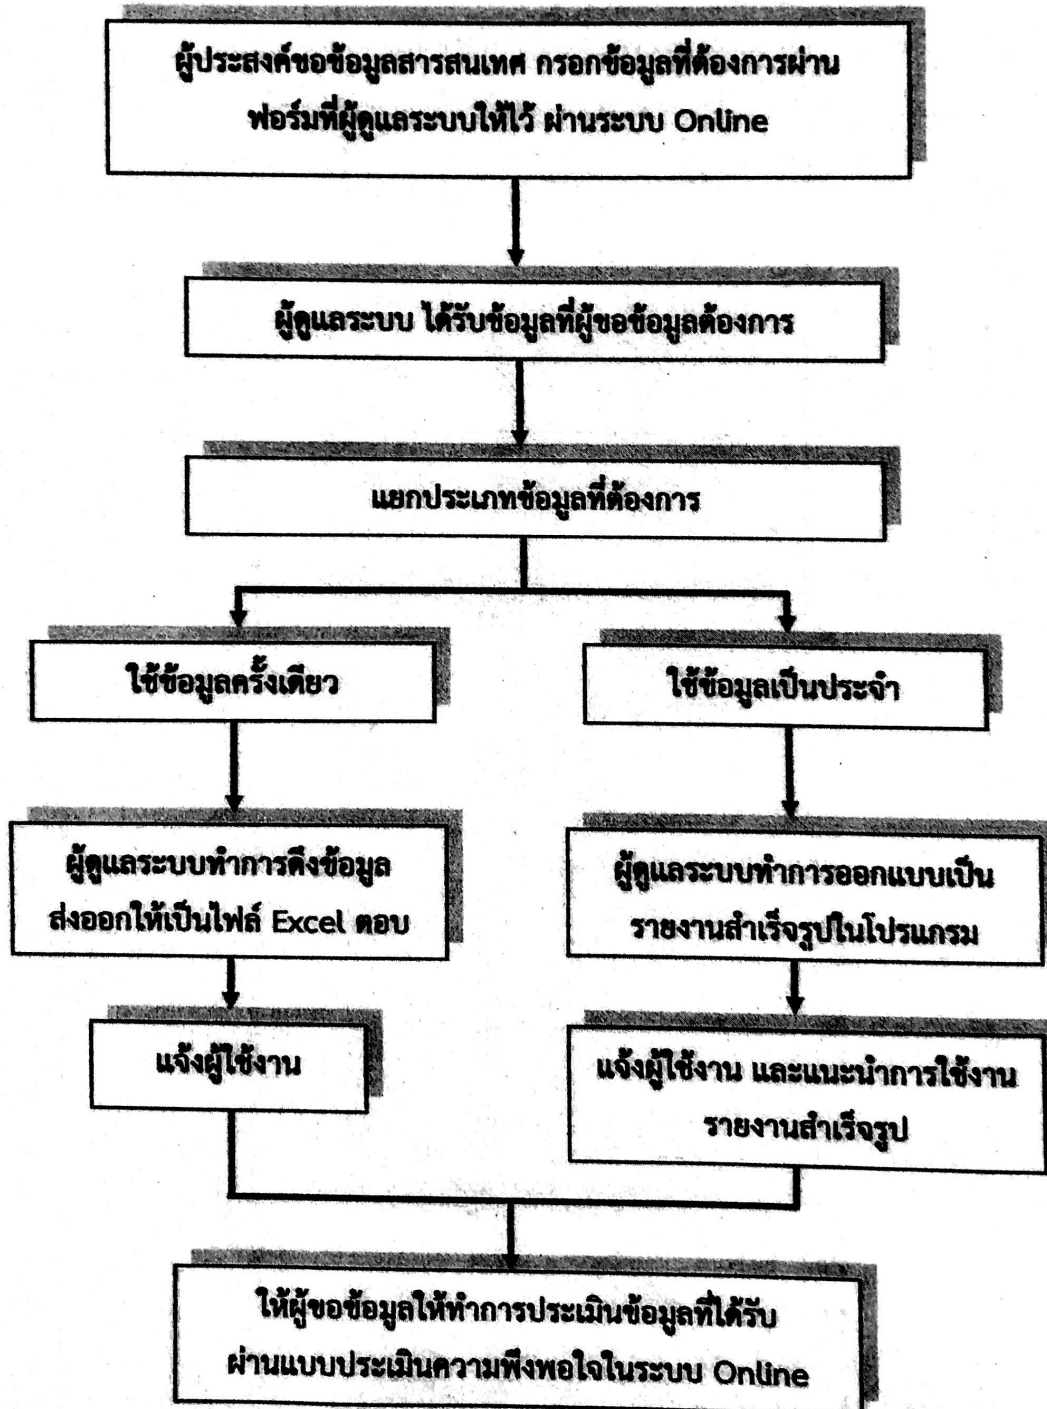 ผู้ประสงค์ขอข้อมูลสารสนเทศ กรอกข้อมูลที่ต้องการผ่าน
ฟอร์มที่ผู้ดูแลระบบให้ไว้ ผ่านระบบ Online
ผู้ดูแลระบบ ได้รับข้อมูลที่ผู้ขอข้อมูลต้องการ
แยกประเภทข้อมูลที่ต้องการ
ใช้ข้อมูลครั้งเดียว
ใช้ข้อมูลเป็นประจำ
ผู้ดูแลระบบทำการดึงข้อมูล
ส่งออกให้เป็นไฟล์ Excel ตอบ
ผู้ดูแลระบบทำการออกแบบเป็น
รายงานสำเร็จรูปในโปรแกรม
แจ้งผู้ใช้งาน
แจ้งผู้ใช้งาน และแนะนำการใช้งาน
รายงานสำเร็จรูป
ให้ผู้ขอข้อมูลให้ทำการประเมินข้อมูลที่ได้รับ
ผ่านแบบประเมินความพึงพอใจในระบบ Online